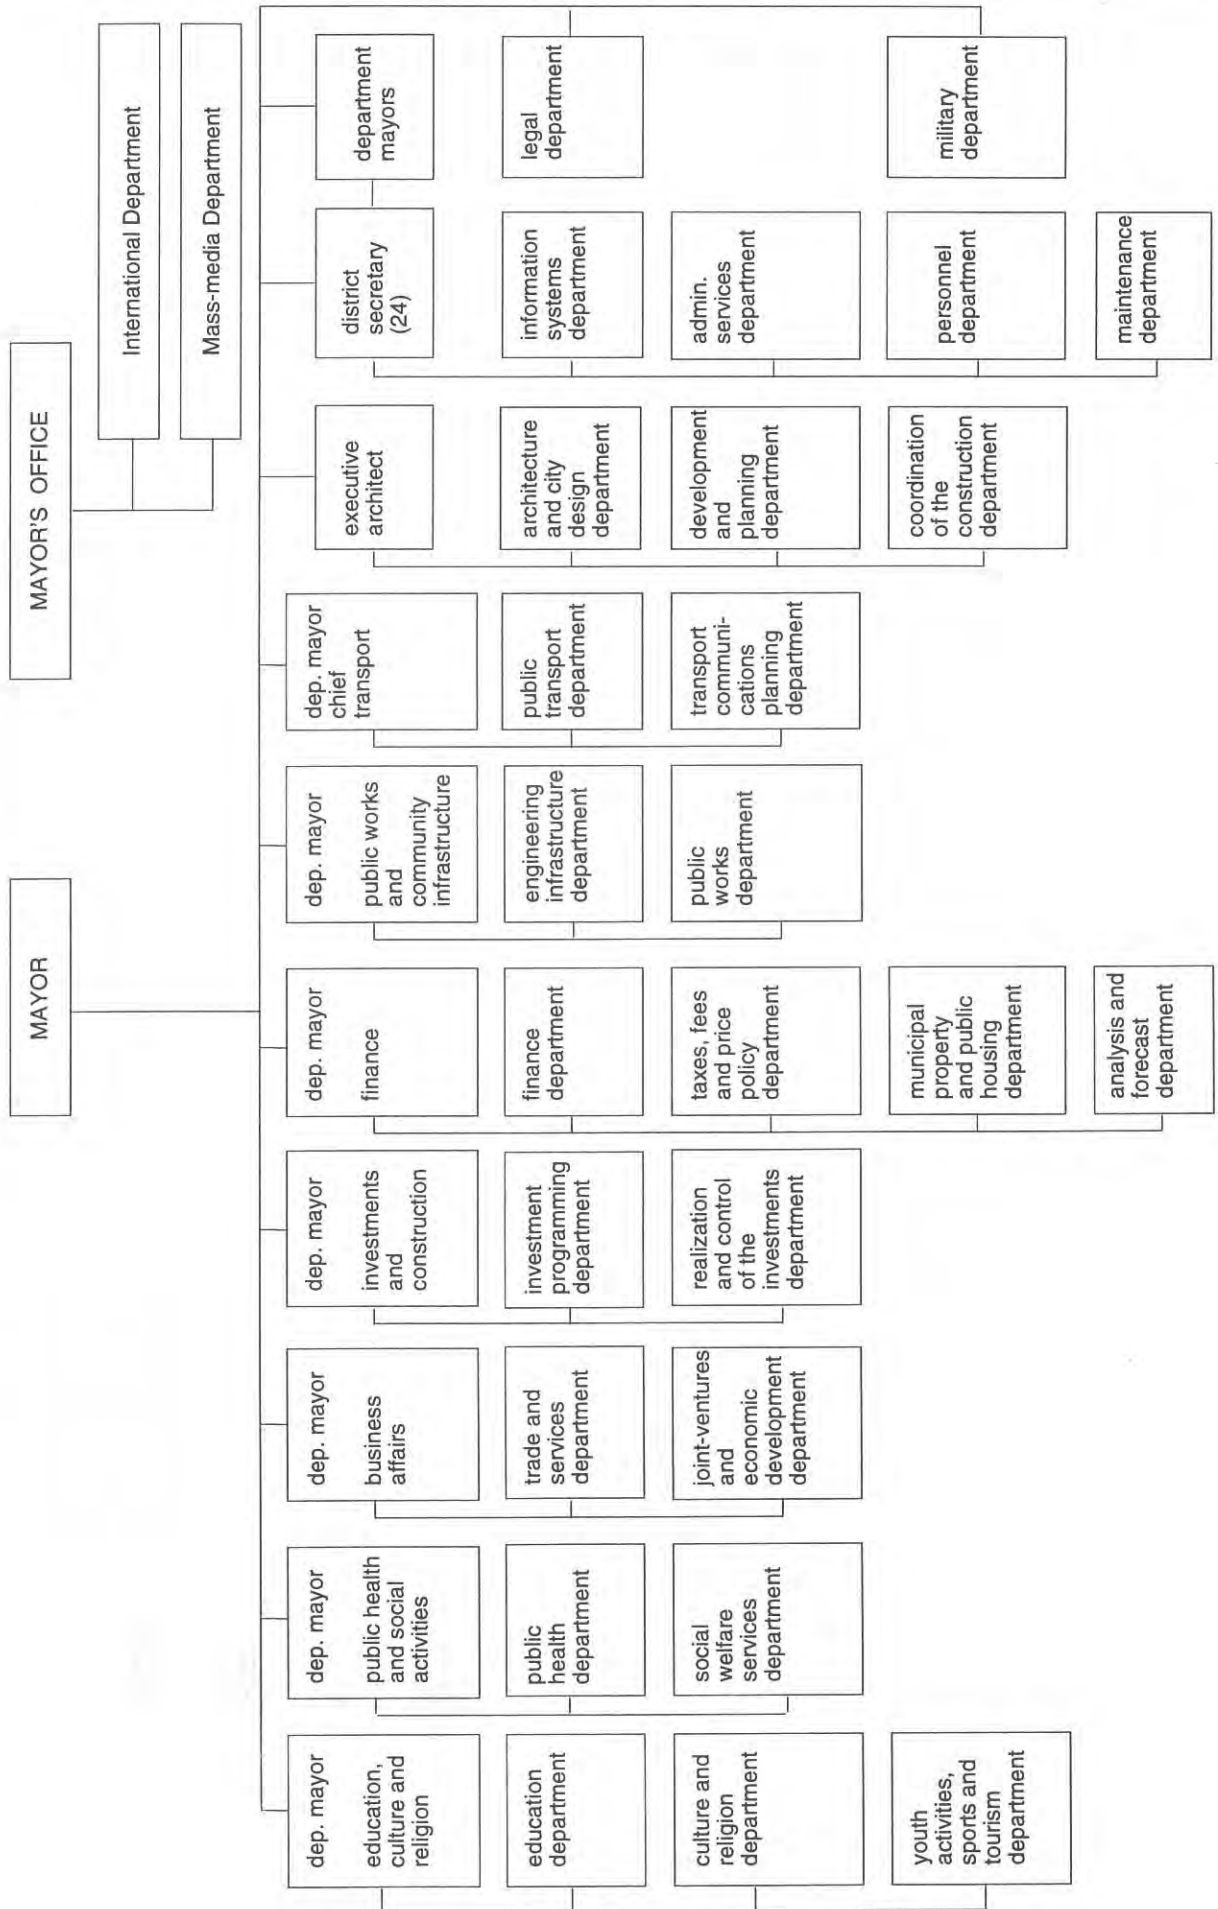 MAYOR
MAYOR'S OFFICE
International Department
Mass-media Department
dep. mayor
education,
culture and
religion
education
department
culture and
religion
department
youth
activities,
sports and
tourism
department
dep. mayor
public health
and social
activities
public
health
department
social
welfare
services
department
dep. mayor
business
affairs
trade and
services
department
joint-ventures
and
economic
development
department
dep. mayor
investments
and
construction
investment
programming
department
realization
and control
of the
investments
department
dep. mayor
finance
finance
department
taxes, fees
and price
policy
department
municipal
property
and public
housing
department
analysis and
forecast
department
dep. mayor
public works
and
community
infrastructure
engineering
infrastructure
department
public
works
department
dep. mayor
chief
transport
public
transport
department
transport
communi-
cations
planning
department
executive
architect
architecture
and city
design
department
development
and
planning
department
coordination
of the
construction
department
district
secretary
(24)
information
systems
department
admin.
services
department
personnel
department
maintenance
department
department
mayors
legal
department
military
department